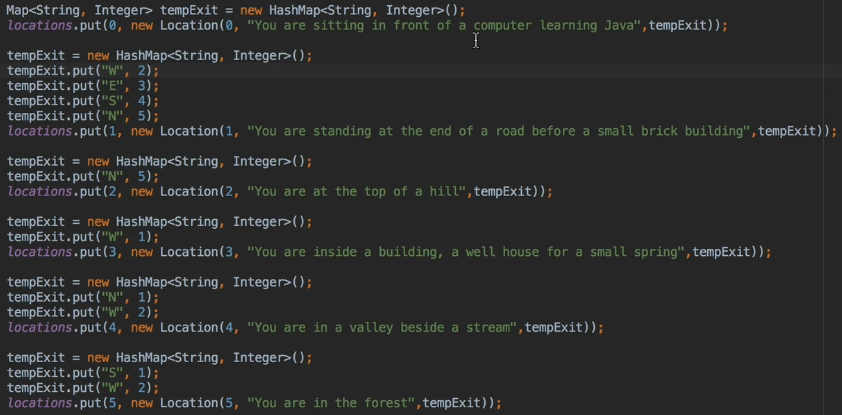 Map<String, Integer> tempExit = new HashMap<String, Integer>();
locations.put(0, new Location(0, "You are sitting in front of a computer learning Java",tempExit));
tempExit = new HashMap<String, Integer>();
tempExit.put("W", 2);
tempExit.put("E", 3);
tempExit.put("S", 4);
tempExit.put("N", 5);
locations.put(1, new Location(1, "You are standing at the end of a road before a small brick building",tempExit));
tempExit = new HashMap<String, Integer>();
tempExit.put("N", 5);
locations.put(2, new Location(2, "You are at the top of a hill",tempExit));
tempExit = new HashMap<String, Integer>();
tempExit.put("W", 1);
locations.put(3, new Location(3, "You are inside a building, a well house for a small spring",tempExit));
tempExit = new HashMap<String, Integer>();
tempExit.put("N", 1);
tempExit.put("W", 2);
locations.put(4, new Location(4, "You are in a valley beside a stream",tempExit));
tempExit = new HashMap<String, Integer>();
tempExit.put("S", 1);
tempExit.put("W", 2);
locations.put(5, new Location(5, "You are in the forest",tempExit));